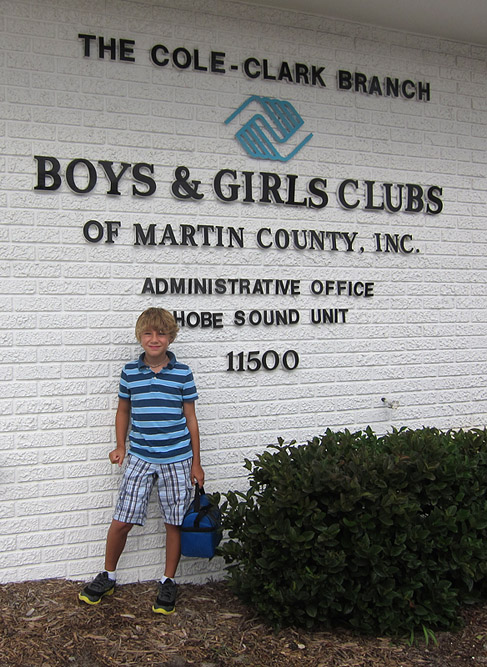 THE COLE-CLARK BRANCH
BOYS & GIRLS CLUBS
OF MARTIN COUNTY, INC.
ADMINISTRATIVE OFFICE
HOBE SOUND UNIT
11500